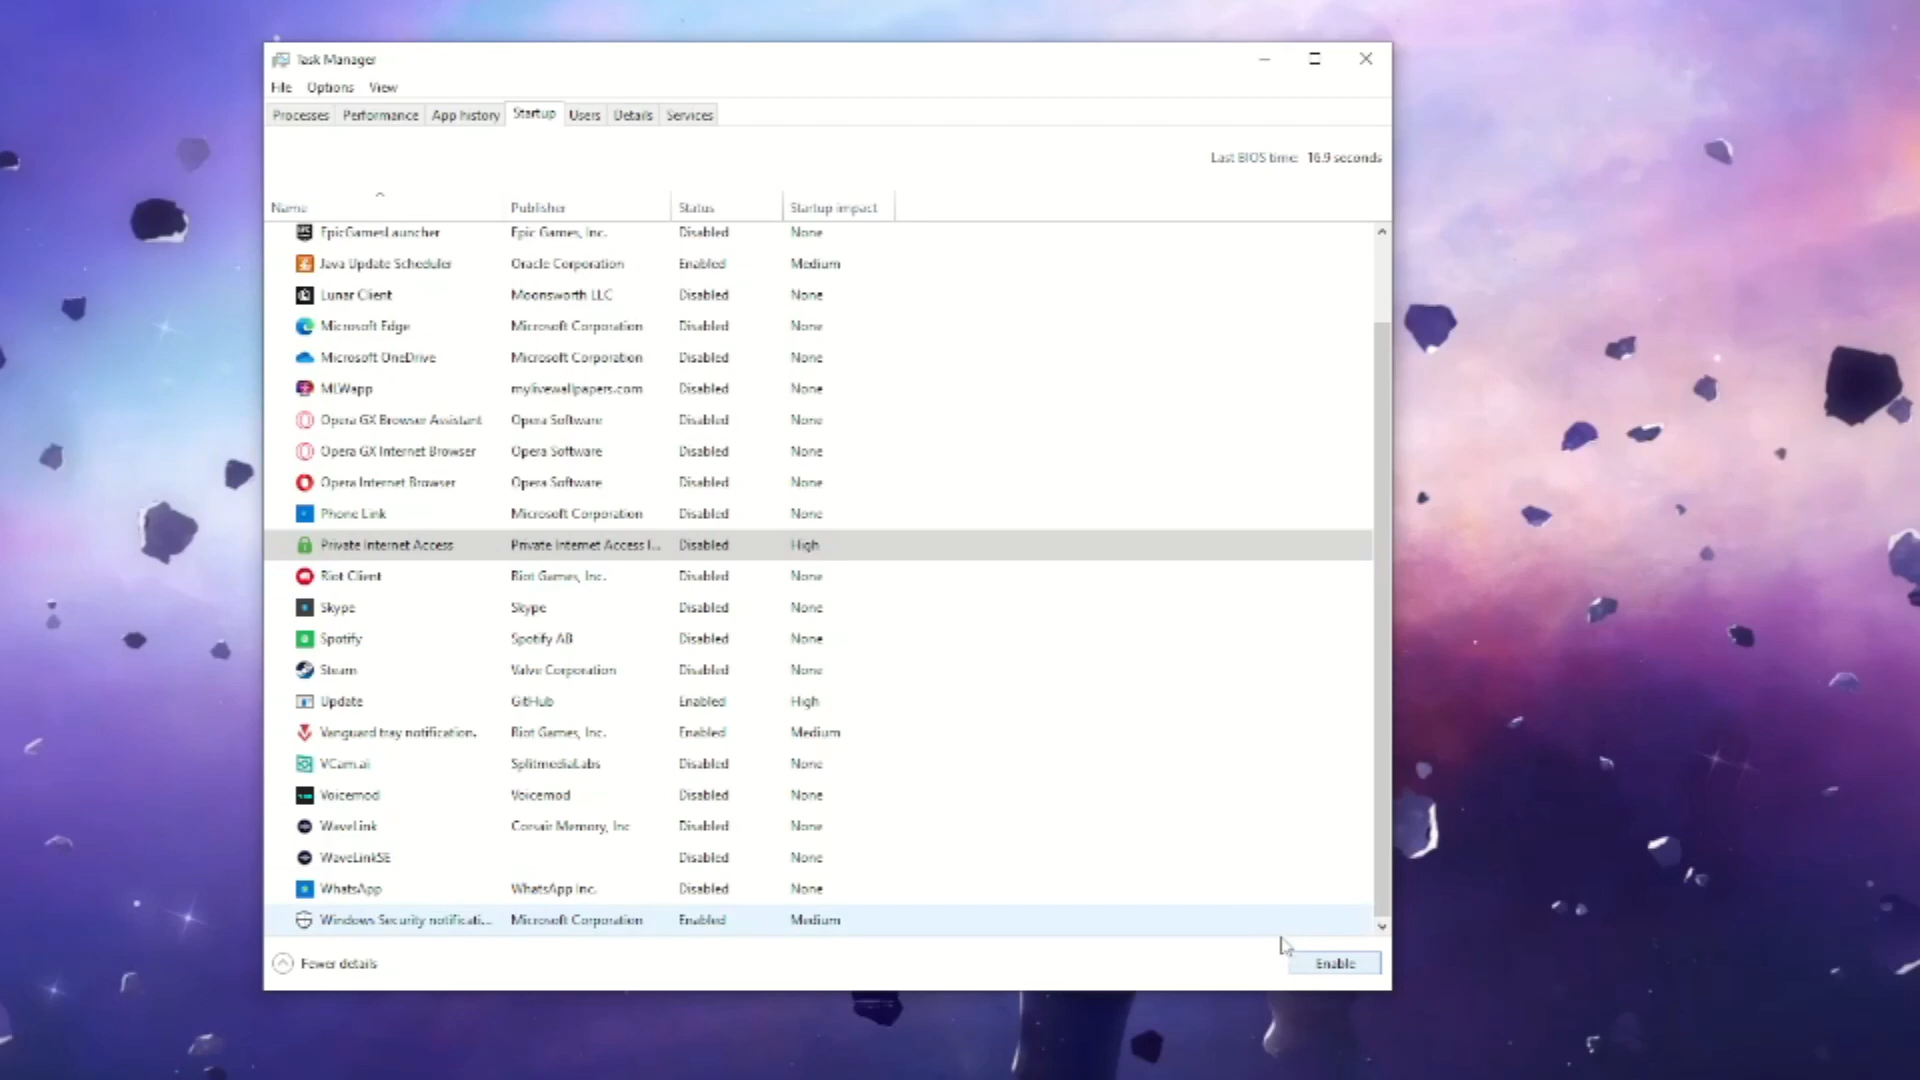 Task Manager
File Options View
Processes Performance App history Startup Users Details Services
Last BIOS time: 16.9 seconds
Name Publisher Status Startup impact
EpicGamesLauncher Epic Games, Inc. Disabled None
Java Update Scheduler Oracle Corporation Enabled Medium
Lunar Client Moonsworth LLC Disabled None
Microsoft Edge Microsoft Corporation Disabled None
Microsoft OneDrive Microsoft Corporation Disabled None
MLWapp mylivewallpapers.com Disabled None
Opera GX Browser Assistant Opera Software Disabled None
Opera GX Internet Browser Opera Software Disabled None
Opera Internet Browser Opera Software Disabled None
Phone Link Microsoft Corporation Disabled None
Private Internet Access Private Internet Access I... Disabled High
Riot Client Riot Games, Inc. Disabled None
Skype Skype Disabled None
Spotify Spotify AB Disabled None
Steam Valve Corporation Disabled None
Update GitHub Enabled High
Vanguard tray notification. Riot Games, Inc. Enabled Medium
VCam.ai SplitmediaLabs Disabled None
Voicemod Voicemod Disabled None
WaveLink Corsair Memory, Inc Disabled None
WaveLinkSE Disabled None
WhatsApp WhatsApp Inc. Disabled None
Windows Security notificati... Microsoft Corporation Enabled Medium
Fewer details Enable